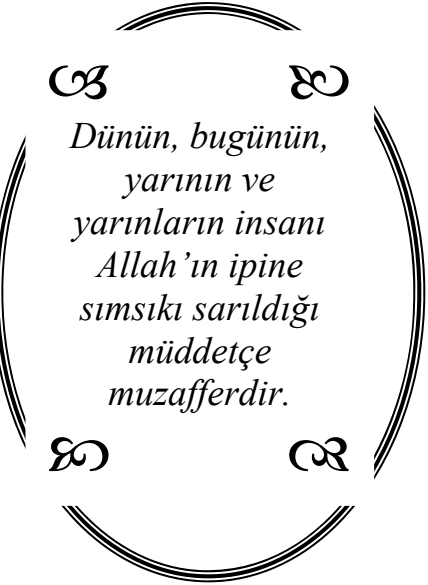 Dünün, bugünün,
yarının ve
yarınların insanı
Allah’ın ipine
sımsıkı sarıldığı
müddetçe
muzafferdir.